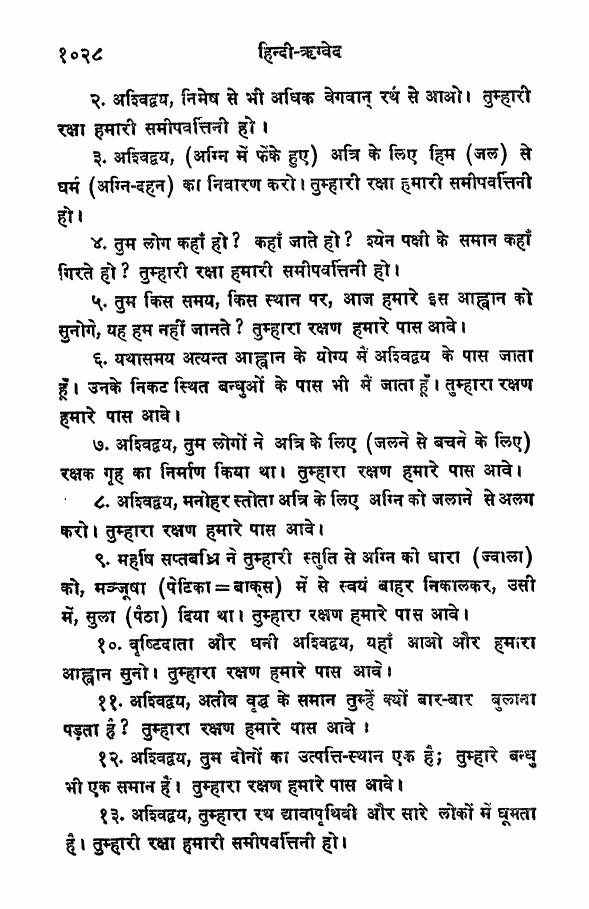 १०२८ हिन्दी-ऋग्वेद
२. अश्विद्वय, निमेष से भी अधिक वेगवान् रथ से आओ। तुम्हारी
रक्षा हमारी समीपवर्त्तिनी हो।
३. अश्विद्वय, (अग्नि में फेंके हुए) अत्रि के लिए हिम (जल) से
घर्म (अग्नि-दहन) का निवारण करो। तुम्हारी रक्षा हमारी समीपवर्त्तिनी
हो।
४. तुम लोग कहाँ हो? कहाँ जाते हो? श्येन पक्षी के समान कहाँ
गिरते हो? तुम्हारी रक्षा हमारी समीपवर्त्तिनी हो।
५. तुम किस समय, किस स्थान पर, आज हमारे इस आह्वान को
सुनोगे, यह हम नहीं जानते? तुम्हारा रक्षण हमारे पास आवे।
६. यथासमय अत्यन्त आह्वान के योग्य मैं अश्विद्वय के पास जाता
हूँ। उनके निकट स्थित बन्धुओं के पास भी मैं जाता हूँ। तुम्हारा रक्षण
हमारे पास आवे।
७. अश्विद्वय, तुम लोगों ने अत्रि के लिए (जलने से बचने के लिए)
रक्षक गृह का निर्माण किया था। तुम्हारा रक्षण हमारे पास आवे।
८. अश्विद्वय, मनोहर स्तोता अत्रि के लिए अग्नि को जलाने से अलग
करो। तुम्हारा रक्षण हमारे पास आवे।
९. महर्षि सप्तबध्रि ने तुम्हारी स्तुति से अग्नि की धारा (ज्वाला)
को, मञ्जूषा (पेटिका=बाक्स) में से स्वयं बाहर निकालकर, उसी
में, सुला (पैठा) दिया था। तुम्हारा रक्षण हमारे पास आवे।
१०. वृष्टिदाता और धनी अश्विद्वय, यहाँ आओ और हमारा
आह्वान सुनो। तुम्हारा रक्षण हमारे पास आवे।
११. अश्विद्वय, अतीव वृद्ध के समान तुम्हें क्यों बार-बार बुलाना
पड़ता है? तुम्हारा रक्षण हमारे पास आवे ।
१२. अश्विद्वय, तुम दोनों का उत्पत्ति-स्थान एक है; तुम्हारे बन्धु
भी एक समान हैं। तुम्हारा रक्षण हमारे पास आवे।
१३. अश्विद्वय, तुम्हारा रथ द्यावापृथिवी और सारे लोकों में घूमता
है। तुम्हारी रक्षा हमारी समीपवर्त्तिनी हो।